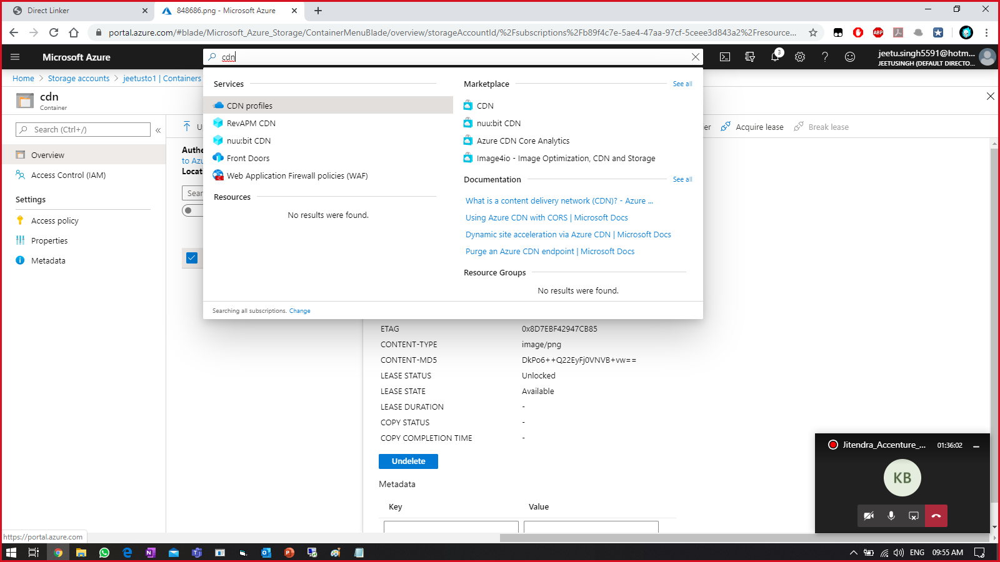 Direct Linker
848686.png - Microsoft Azure
portal.azure.com/#blade/Microsoft_Azure_Storage/ContainerMenuBlade/overview/storageAccountId/%2Fsubscriptions%2Fb89f4c7e-5ae4-47aa-97cf-5ceee3d843a2%2Fresource...
ABP
Microsoft Azure
cdn
3
jeetu.singh5591@hotm...
JEETUSINGH (DEFAULT DIRECTO...
Home > Storage accounts > jeetusto1 | Containers
cdn
Container
Search (Ctrl+/)
«
Overview
Access Control (IAM)
Settings
Access policy
Properties
Metadata
U
Authe
to Azu
Locati
Sear
er
Acquire lease
Break lease
Services
CDN profiles
RevAPM CDN
nuu:bit CDN
Front Doors
Web Application Firewall policies (WAF)
Resources
No results were found.
Marketplace
See all
CDN
nuu:bit CDN
Azure CDN Core Analytics
Image4io - Image Optimization, CDN and Storage
Documentation
See all
What is a content delivery network (CDN)? - Azure ...
Using Azure CDN with CORS | Microsoft Docs
Dynamic site acceleration via Azure CDN | Microsoft Docs
Purge an Azure CDN endpoint | Microsoft Docs
Resource Groups
No results were found.
Searching all subscriptions. Change
ETAG 0x8D7EBF42947CB85
CONTENT-TYPE image/png
CONTENT-MD5 DkPo6++Q22EyFj0VNVB+vw==
LEASE STATUS Unlocked
LEASE STATE Available
LEASE DURATION -
COPY STATUS -
COPY COMPLETION TIME -
Undelete
Metadata
Key Value
Jitendra_Accenture_... 01:36:02
KB
https://portal.azure.com
ENG 09:55 AM